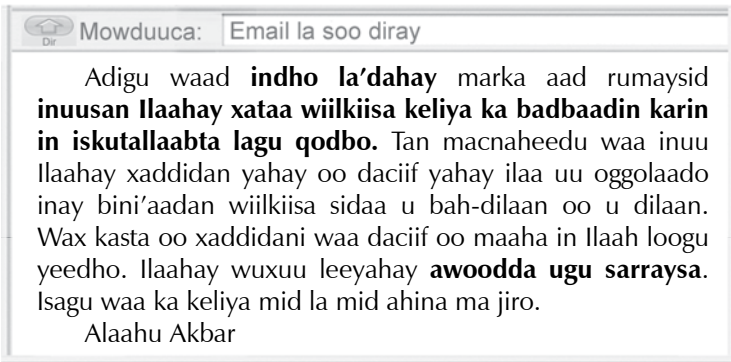 Dir
Mowduuca: Email la soo diray
Adigu waad indho la’dahay marka aad rumaysid
inuusan Ilaahay xataa wiilkiisa keliya ka badbaadin karin
in iskutallaabta lagu qodbo. Tan macnaheedu waa inuu
Ilaahay xaddidan yahay oo daciif yahay ilaa uu oggolaado
inay bini’aadan wiilkiisa sidaa u bah-dilaan oo u dilaan.
Wax kasta oo xaddidani waa daciif oo maaha in Ilaah loogu
yeedho. Ilaahay wuxuu leeyahay awoodda ugu sarraysa.
Isagu waa ka keliya mid la mid ahina ma jiro.
Alaahu Akbar